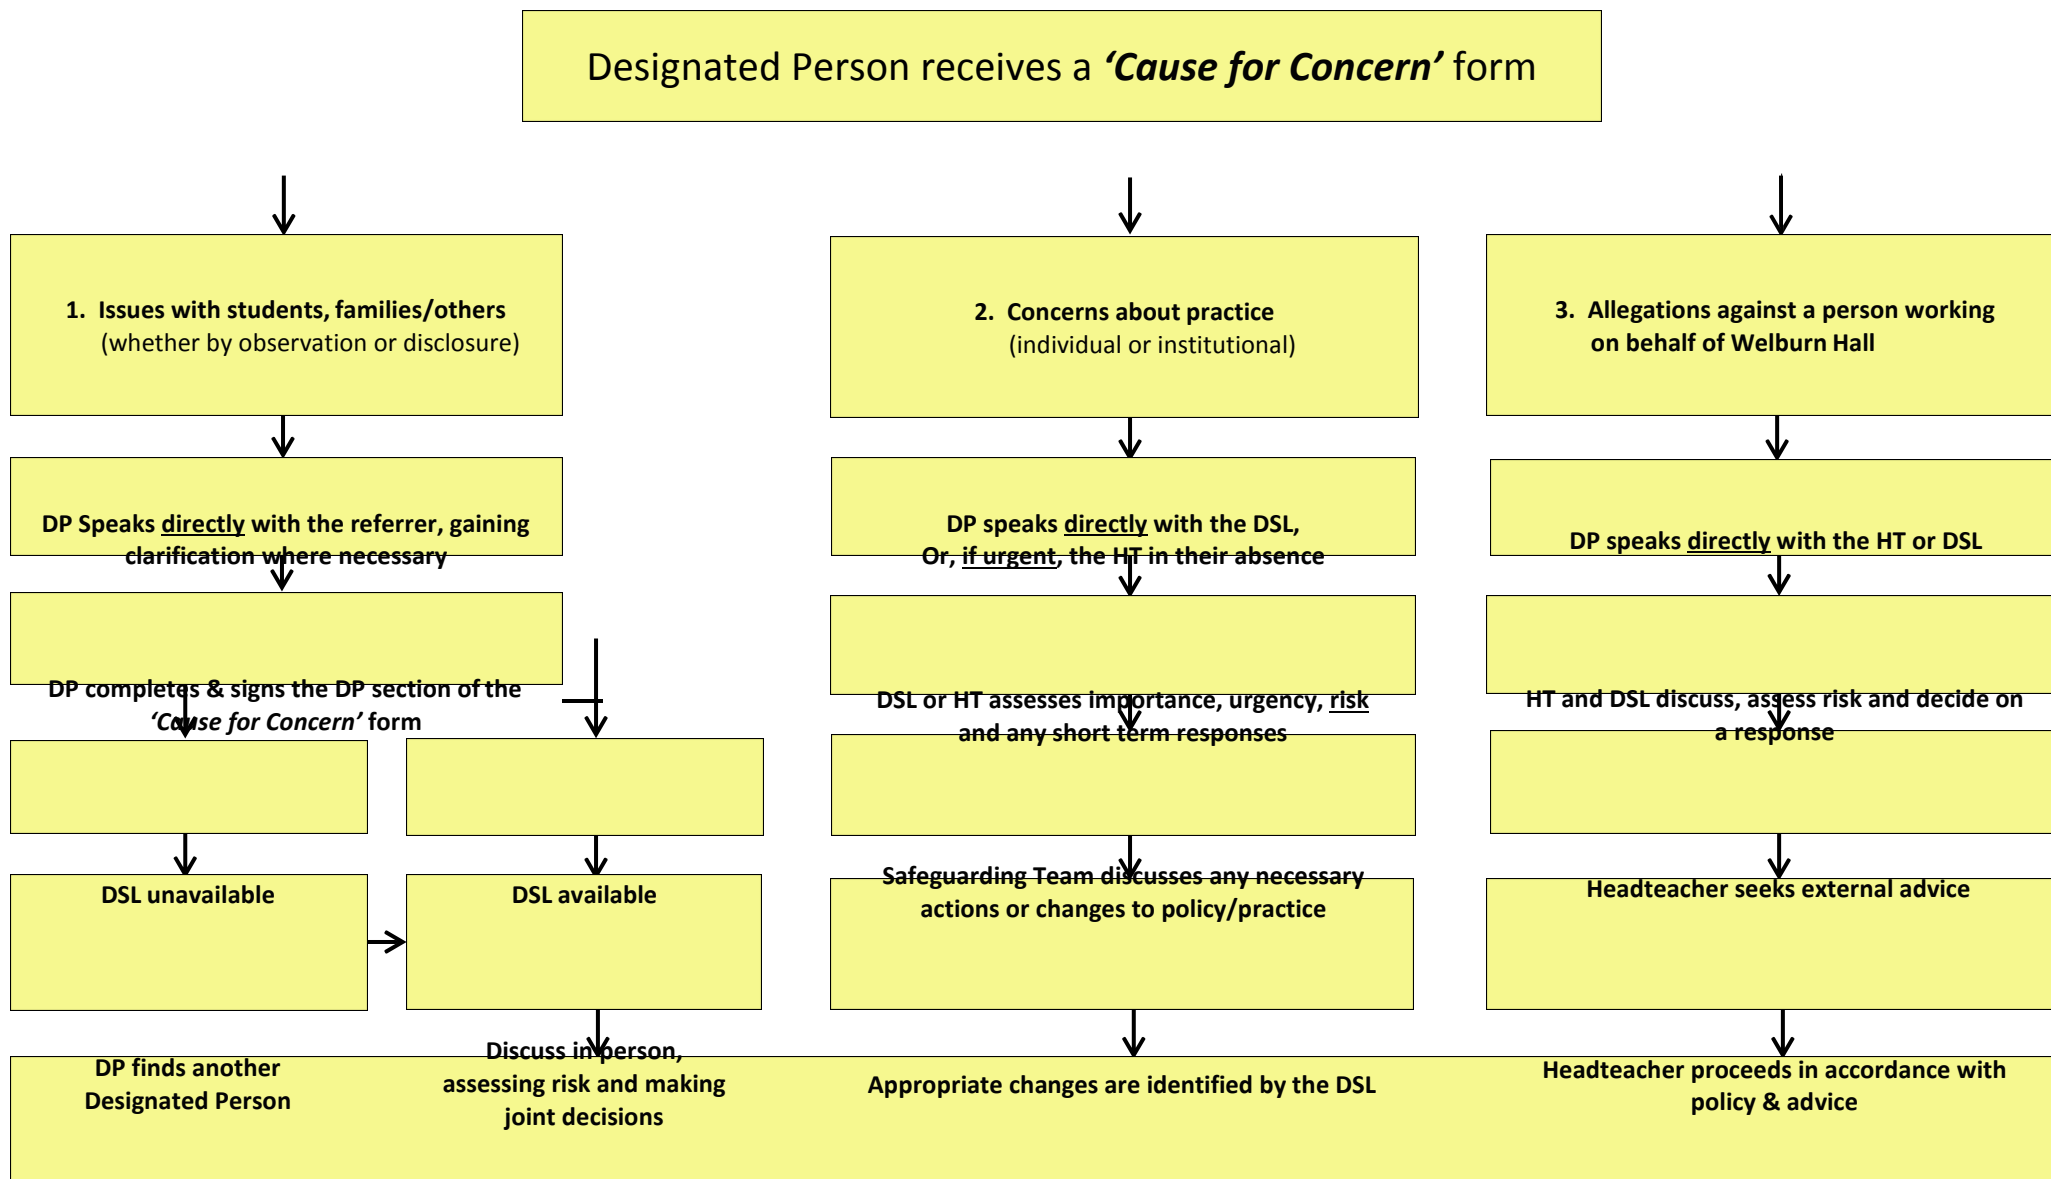 Designated Person receives a ‘Cause for Concern’ form
1. Issues with students, families/others
(whether by observation or disclosure)
2. Concerns about practice
(individual or institutional)
3. Allegations against a person working
on behalf of Welburn Hall
DP Speaks directly with the referrer, gaining
clarification where necessary
DP speaks directly with the DSL,
Or, if urgent, the HT in their absence
DP speaks directly with the HT or DSL
DP completes & signs the DP section of the
‘Cause for Concern’ form
DSL or HT assesses importance, urgency, risk
and any short term responses
HT and DSL discuss, assess risk and decide on
a response
DSL unavailable
DSL available
Safeguarding Team discusses any necessary
actions or changes to policy/practice
Headteacher seeks external advice
DP finds another
Designated Person
Discuss in person,
assessing risk and making
joint decisions
Appropriate changes are identified by the DSL
Headteacher proceeds in accordance with
policy & advice